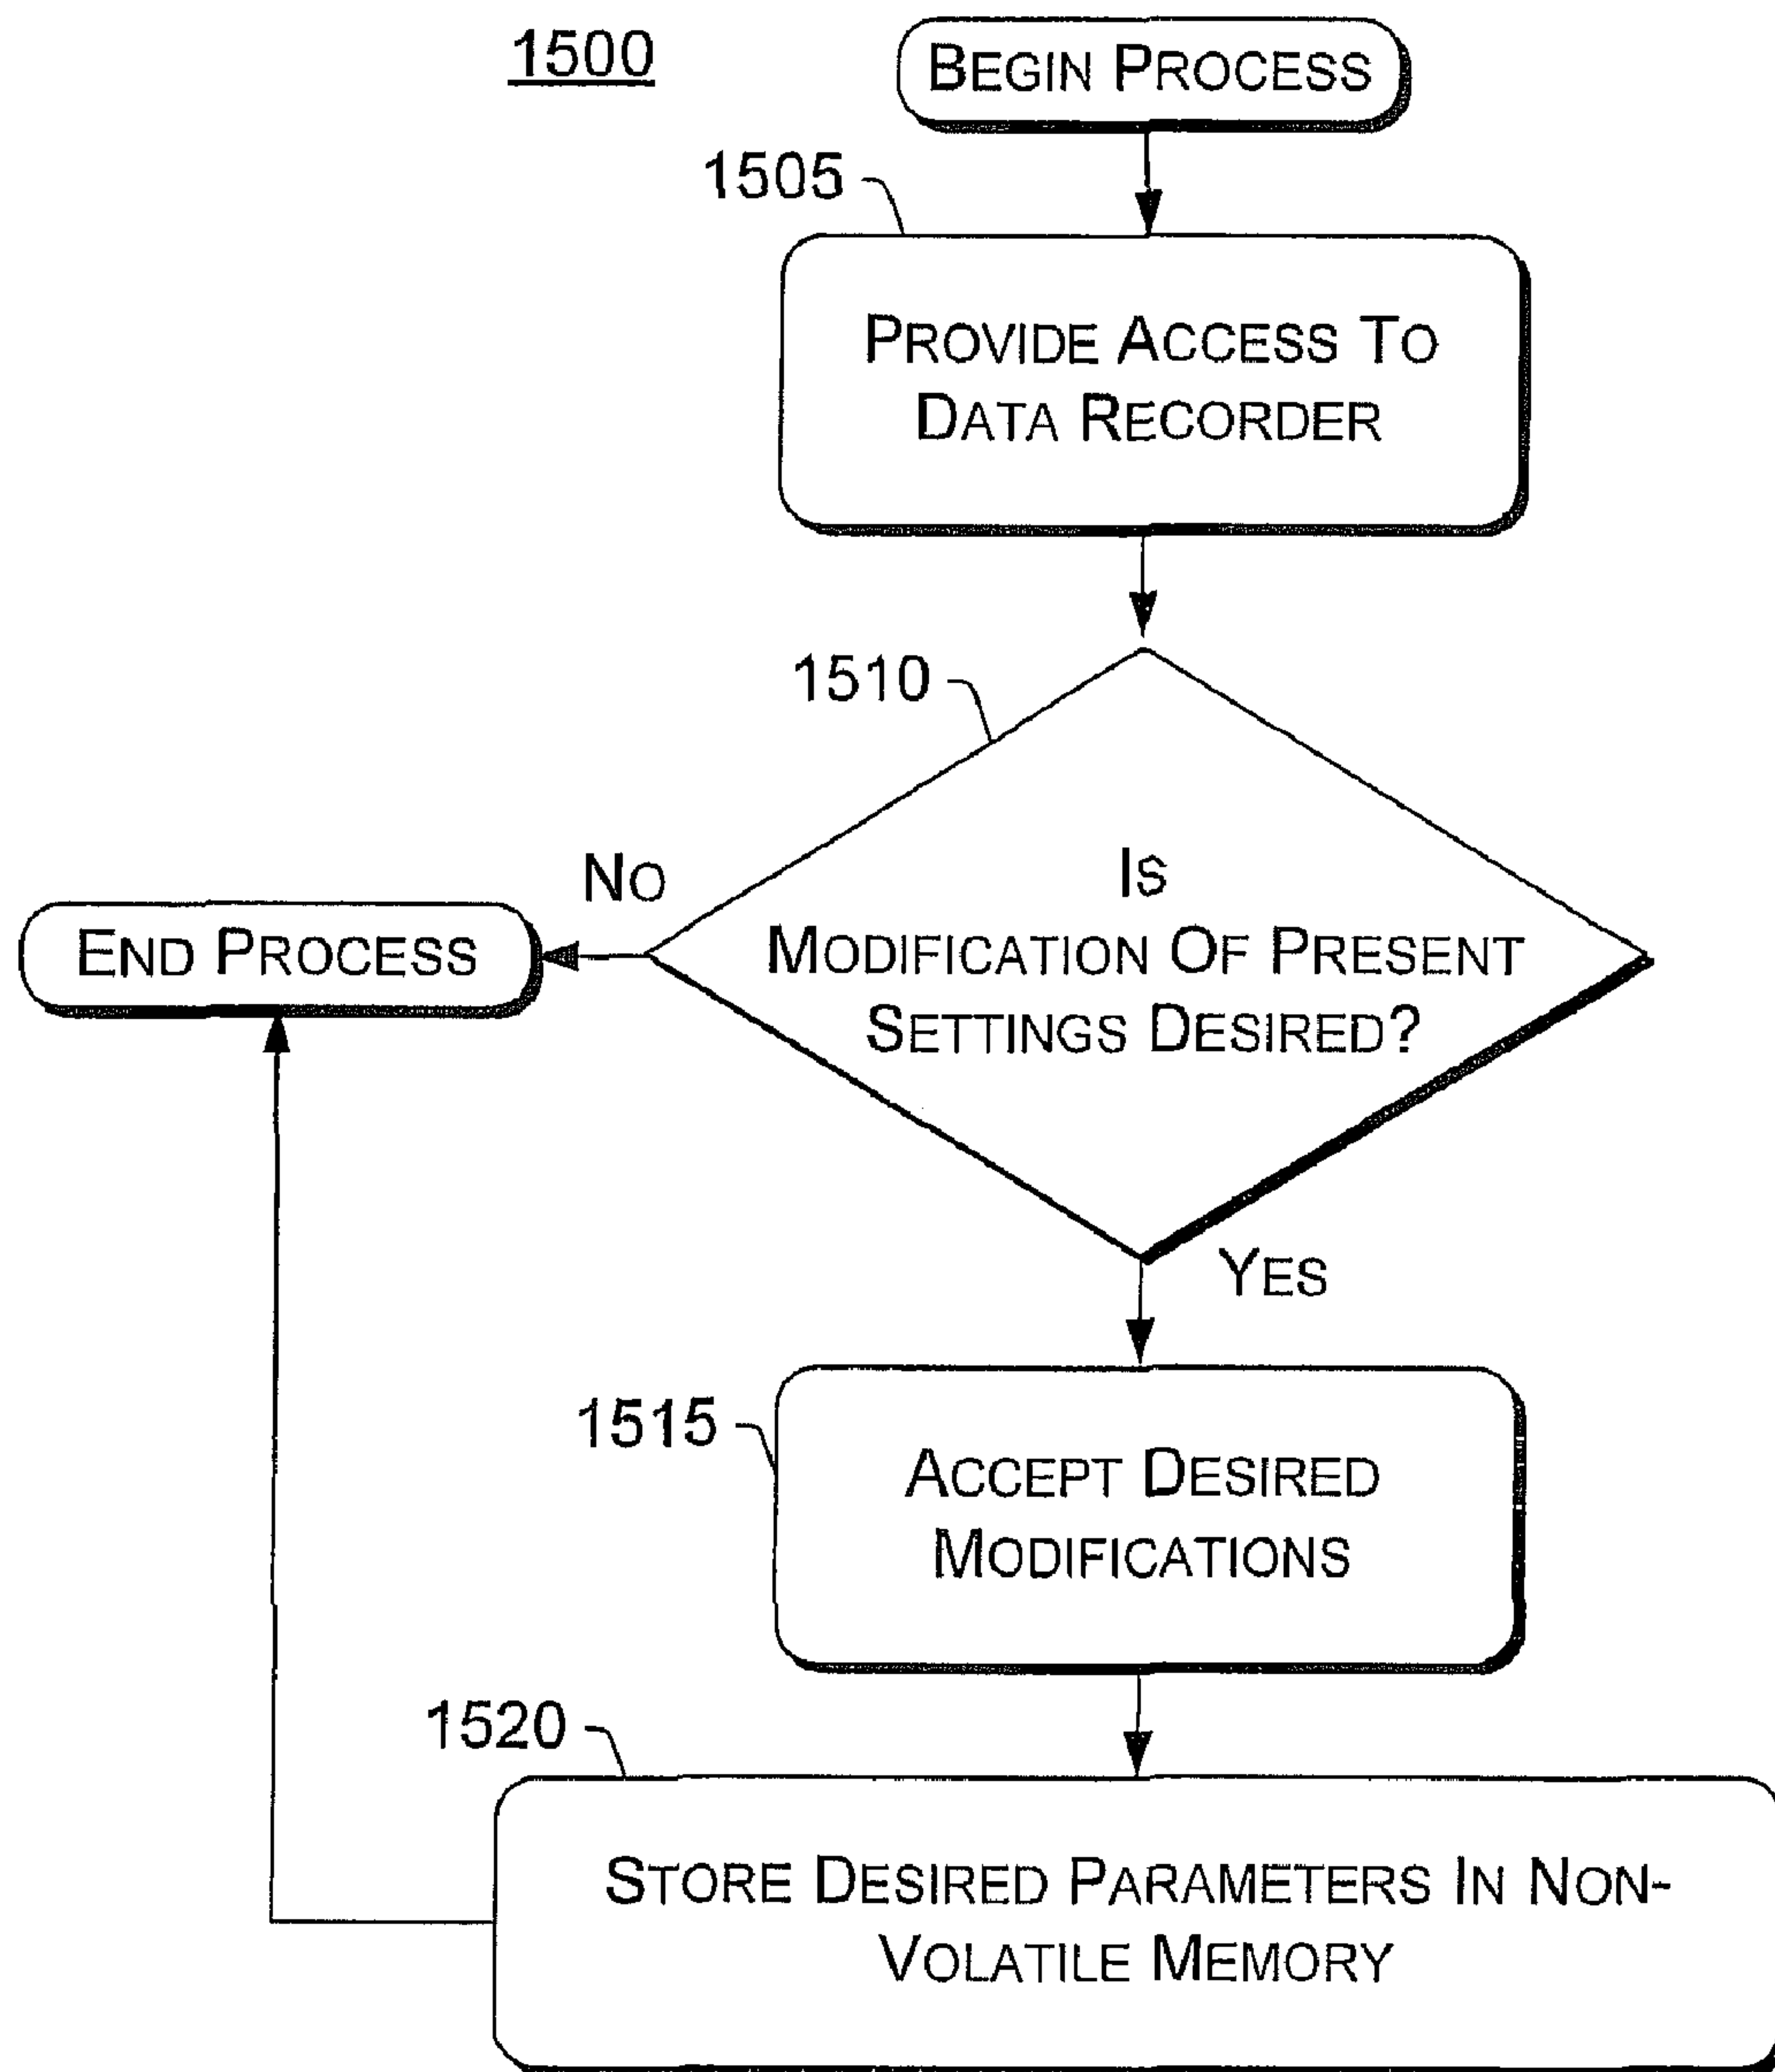 1500
BEGIN PROCESS
1505
PROVIDE ACCESS TO
DATA RECORDER
1510
NO
IS
MODIFICATION OF PRESENT
SETTINGS DESIRED?
END PROCESS
YES
1515
ACCEPT DESIRED
MODIFICATIONS
1520
STORE DESIRED PARAMETERS IN NON-
VOLATILE MEMORY